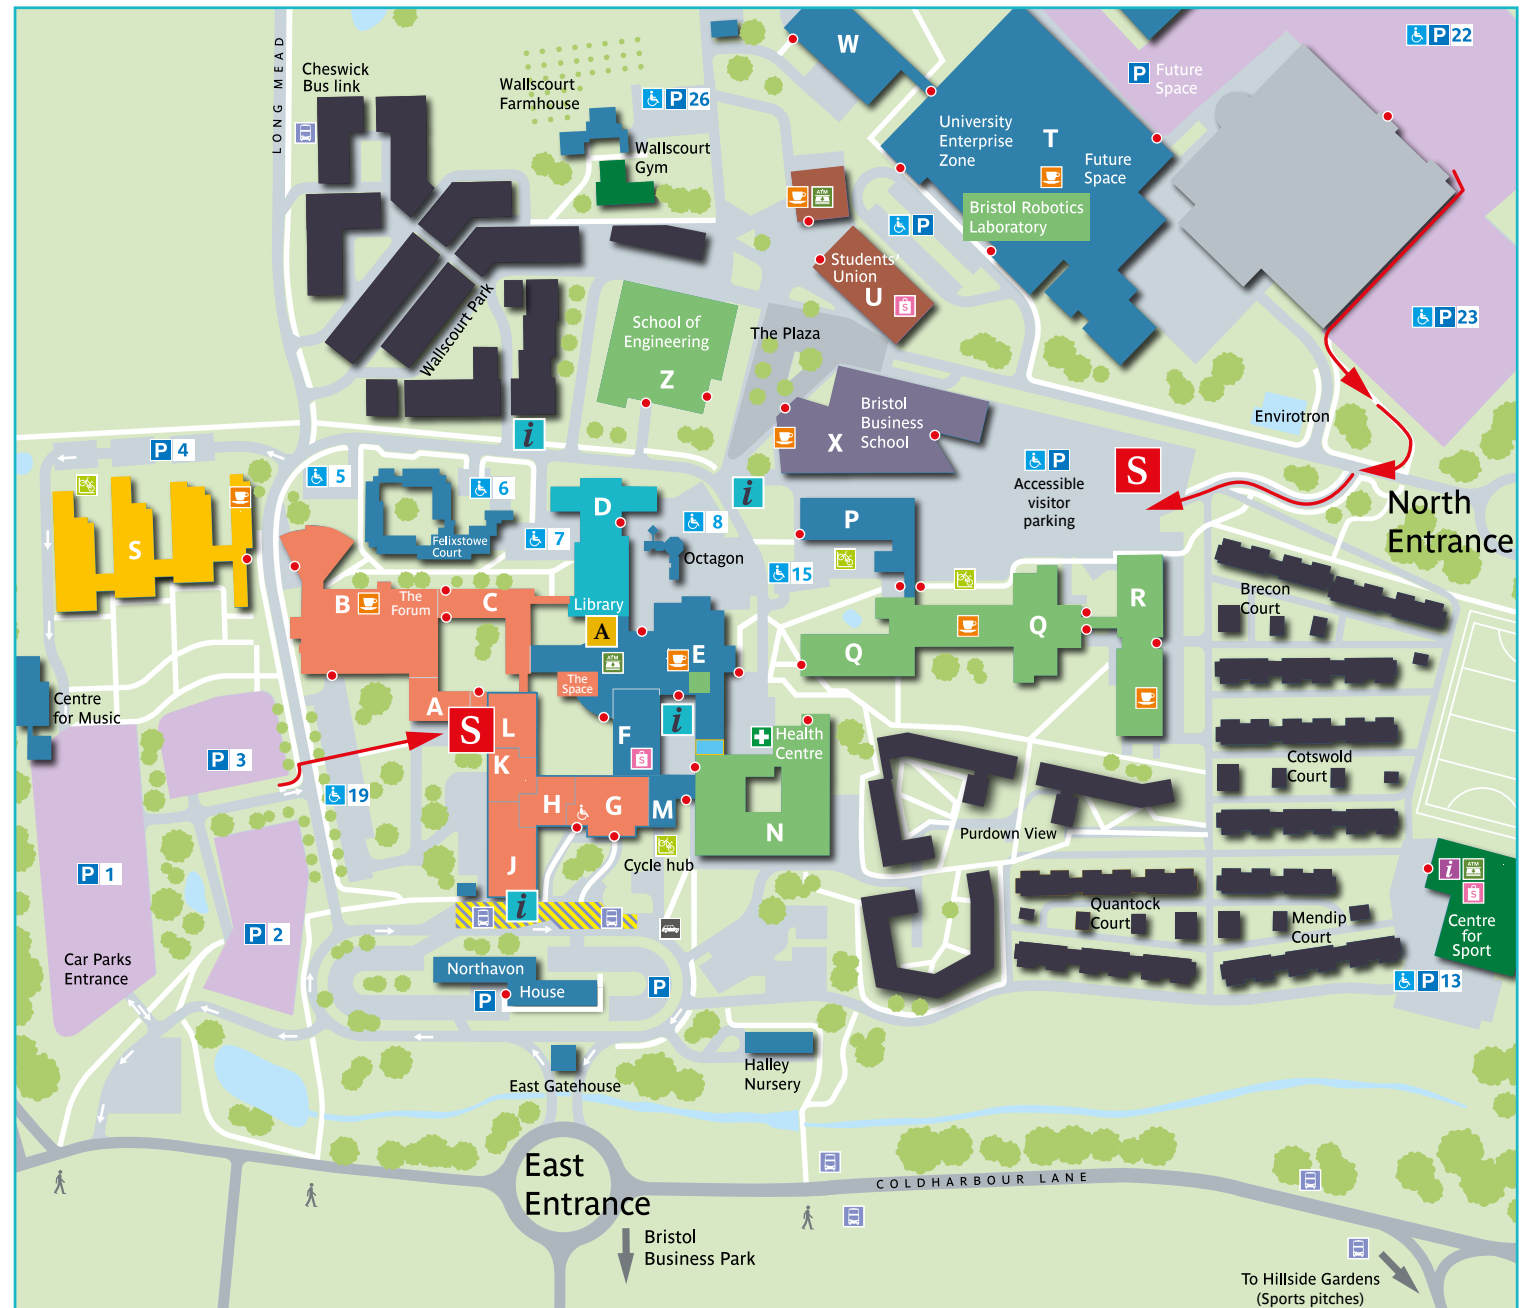 LONG MEAD
Cheswick
Bus link
Wallscourt
Farmhouse
P 26
Wallscourt
Gym
W
University
Enterprise
Zone
T
Future
Space
Bristol Robotics
Laboratory
P Future
Space
P 22
P 23
ATM
P
Students'
Union
U
S
Wallscourt Park
School of
Engineering
Z
The Plaza
Bristol
Business
School
X
Envirotron
P
Accessible
visitor
parking
S
North
Entrance
P 4
5
6
7
8
15
i
i
S
Felixstowe
Court
D
Library
A
Octagon
P
B
The
Forum
C
ATM
E
The
Space
Q
Q
R
Brecon
Court
Centre
for Music
A
S
L
K
F
i
S
Health
Centre
P 3
19
H
G
M
N
J
Cycle hub
Purdown View
Cotswold
Court
P 1
P 2
i
Car Parks
Entrance
Northavon
House
P
P
Quantock
Court
Mendip
Court
i
ATM
S
Centre
for
Sport
P 13
East Gatehouse
Halley
Nursery
East
Entrance
COLDHARBOUR LANE
Bristol
Business Park
To Hillside Gardens
(Sports pitches)